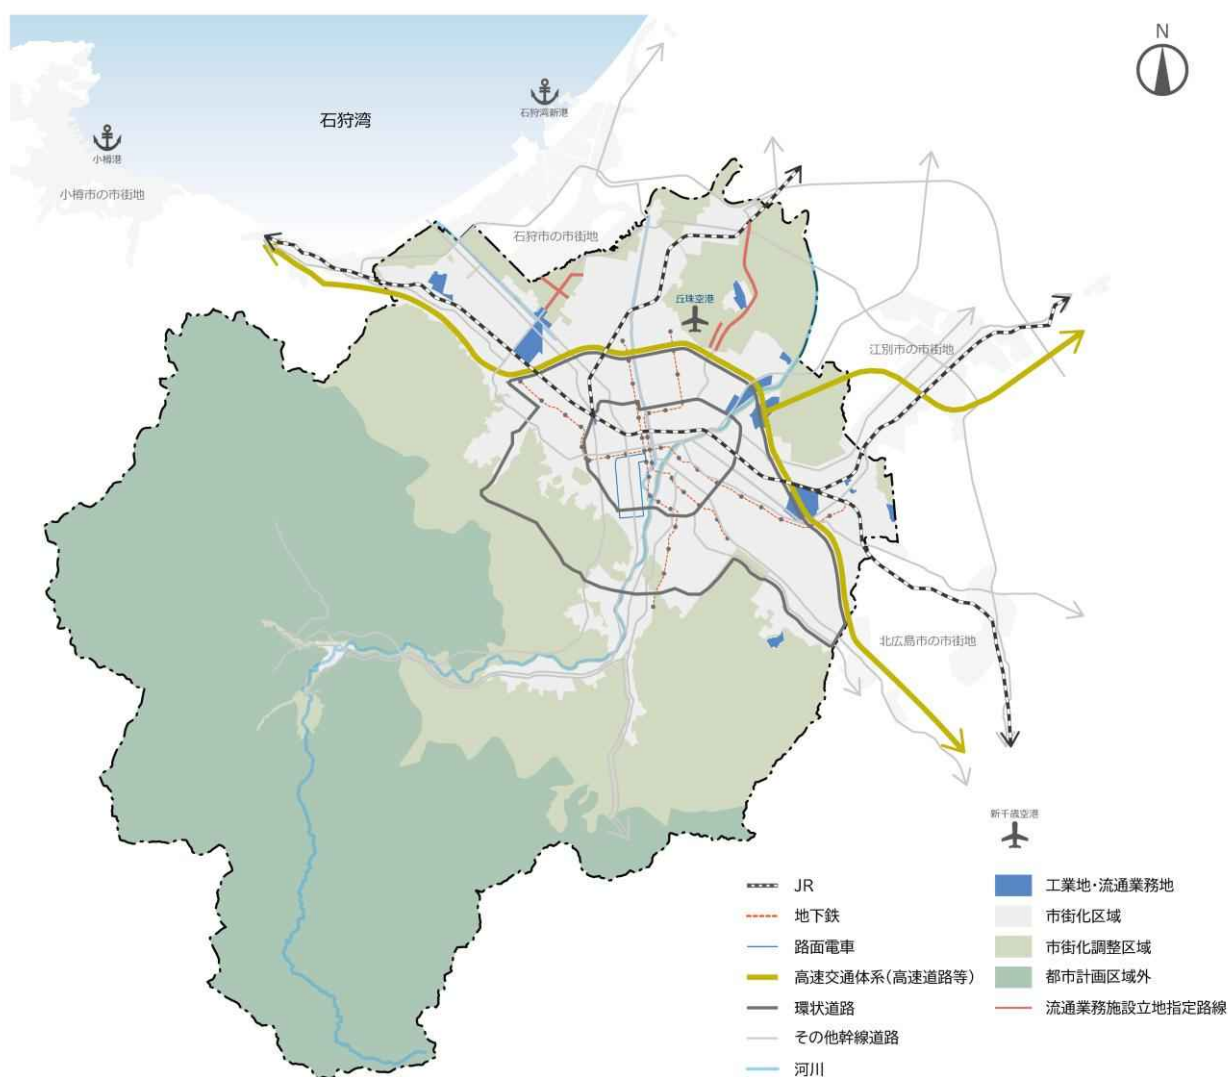 N
石狩湾新港
石狩湾
小樽港
小樽市の市街地
石狩市の市街地
丘珠空港
江別市の市街地
北広島市の市街地
新千歳空港
JR
地下鉄
路面電車
高速交通体系(高速道路等)
環状道路
その他幹線道路
河川
工業地・流通業務地
市街化区域
市街化調整区域
都市計画区域外
流通業務施設立地指定路線